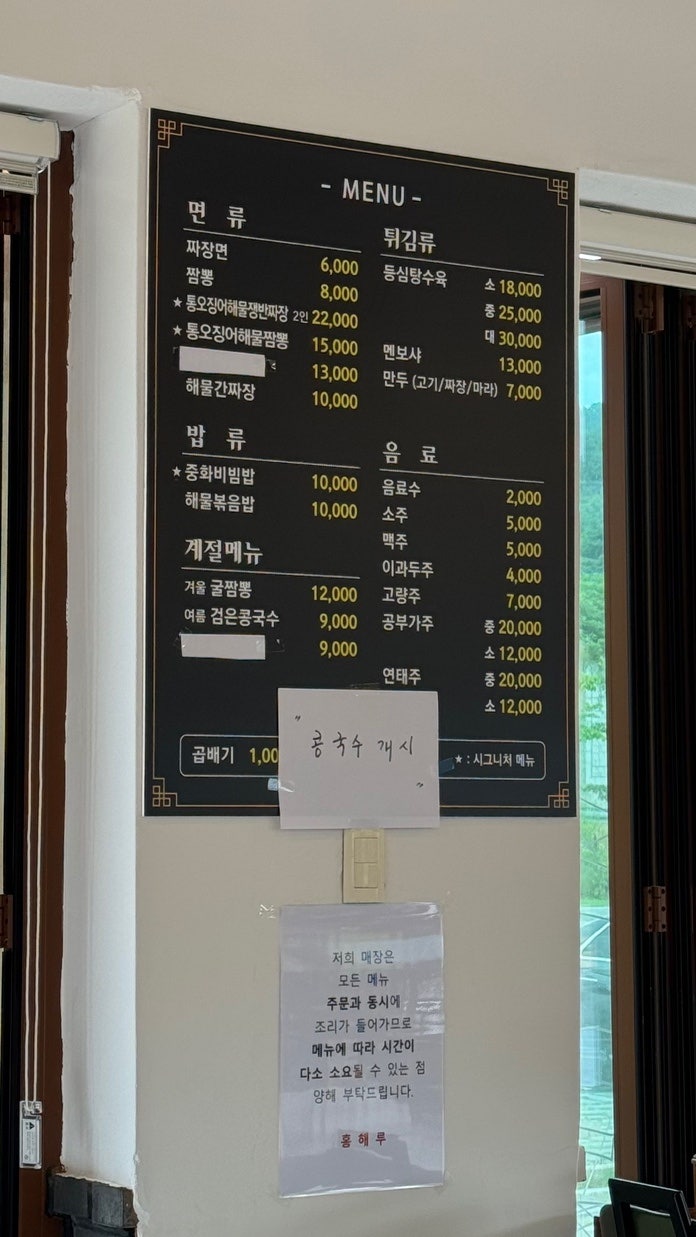 - MENU -
면 류
짜장면 6,000
짬뽕 8,000
★ 통오징어해물쟁반짜장 2인 22,000
★ 통오징어해물짬뽕 15,000
13,000
해물간짜장 10,000
밥 류
★ 중화비빔밥 10,000
해물볶음밥 10,000
계절메뉴
겨울 굴짬뽕 12,000
여름 검은콩국수 9,000
9,000
튀김류
등심탕수육 소 18,000
중 25,000
대 30,000
멘보샤 13,000
만두 (고기/짜장/마라) 7,000
음 료
음료수 2,000
소주 5,000
맥주 5,000
이과두주 4,000
고량주 7,000
공부가주 중 20,000
소 12,000
연태주 중 20,000
소 12,000
곱배기 1,00
★ : 시그니처 메뉴
" 콩국수 개시 "
저희 매장은
모든 메뉴
주문과 동시에
조리가 들어가므로
메뉴에 따라 시간이
다소 소요될 수 있는 점
양해 부탁드립니다.
홍해루